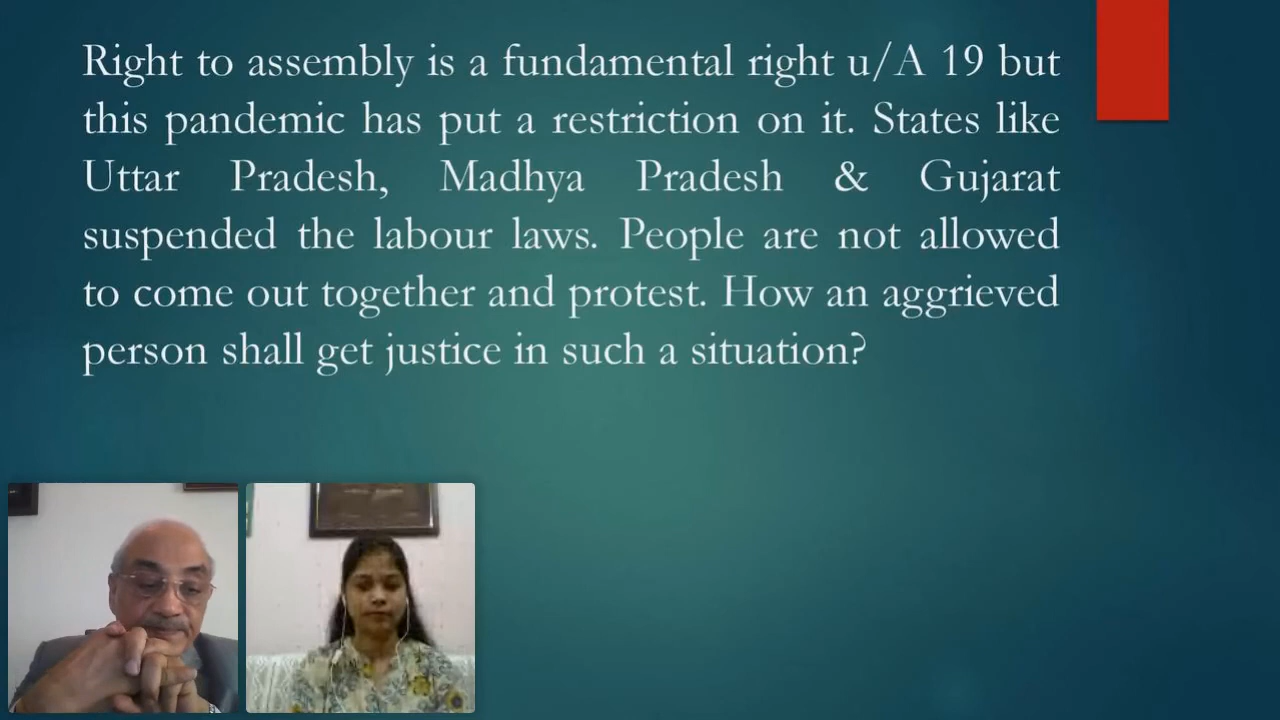 Right to assembly is a fundamental right u/A 19 but
this pandemic has put a restriction on it. States like
Uttar Pradesh, Madhya Pradesh & Gujarat
suspended the labour laws. People are not allowed
to come out together and protest. How an aggrieved
person shall get justice in such a situation?